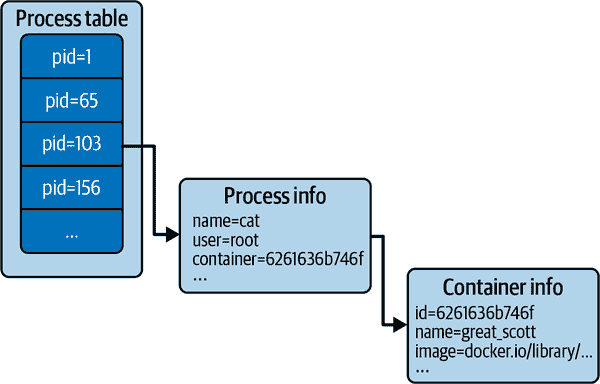 Process table
pid=1
pid=65
pid=103
pid=156
...
Process info
name=cat
user=root
container=6261636b746f
...
Container info
id=6261636b746f
name=great_scott
image=docker.io/library/...
...